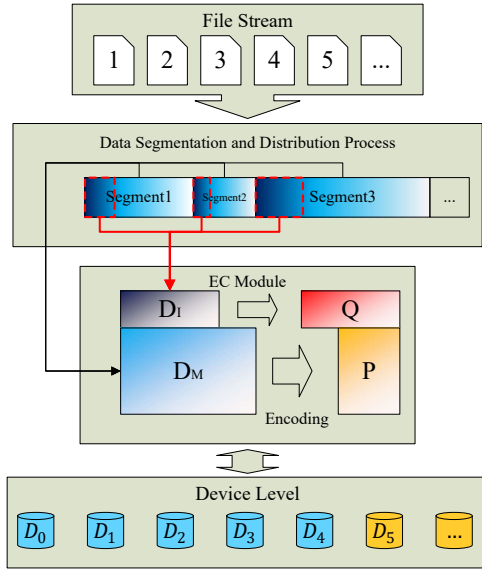 File Stream
1 2 3 4 5 ...
Data Segmentation and Distribution Process
Segment1 Segment2 Segment3 ...
EC Module
DI Q
DM P
Encoding
Device Level
D0 D1 D2 D3 D4 D5 ...